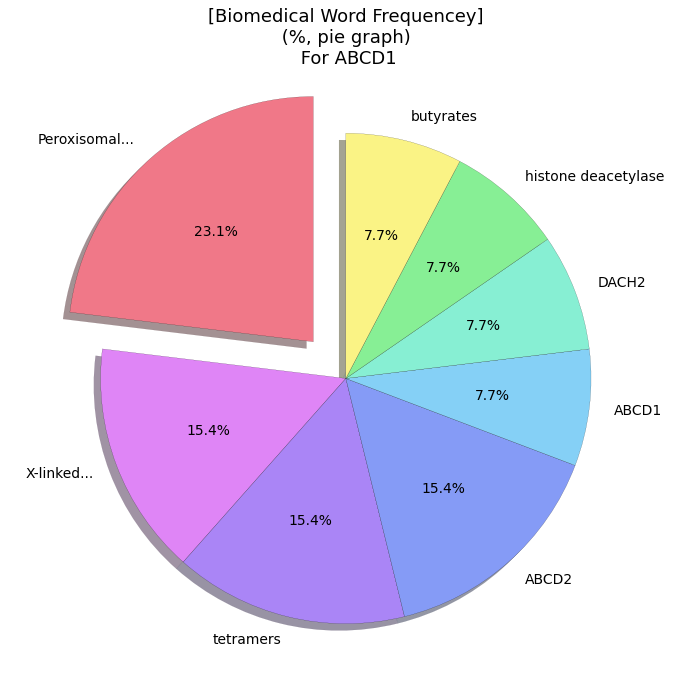 [Biomedical Word Frequencey]
(%, pie graph)
For ABCD1
butyrates
Peroxisomal...
histone deacetylase
23.1%
7.7%
7.7%
DACH2
7.7%
7.7%
ABCD1
15.4%
X-linked...
15.4%
15.4%
ABCD2
tetramers